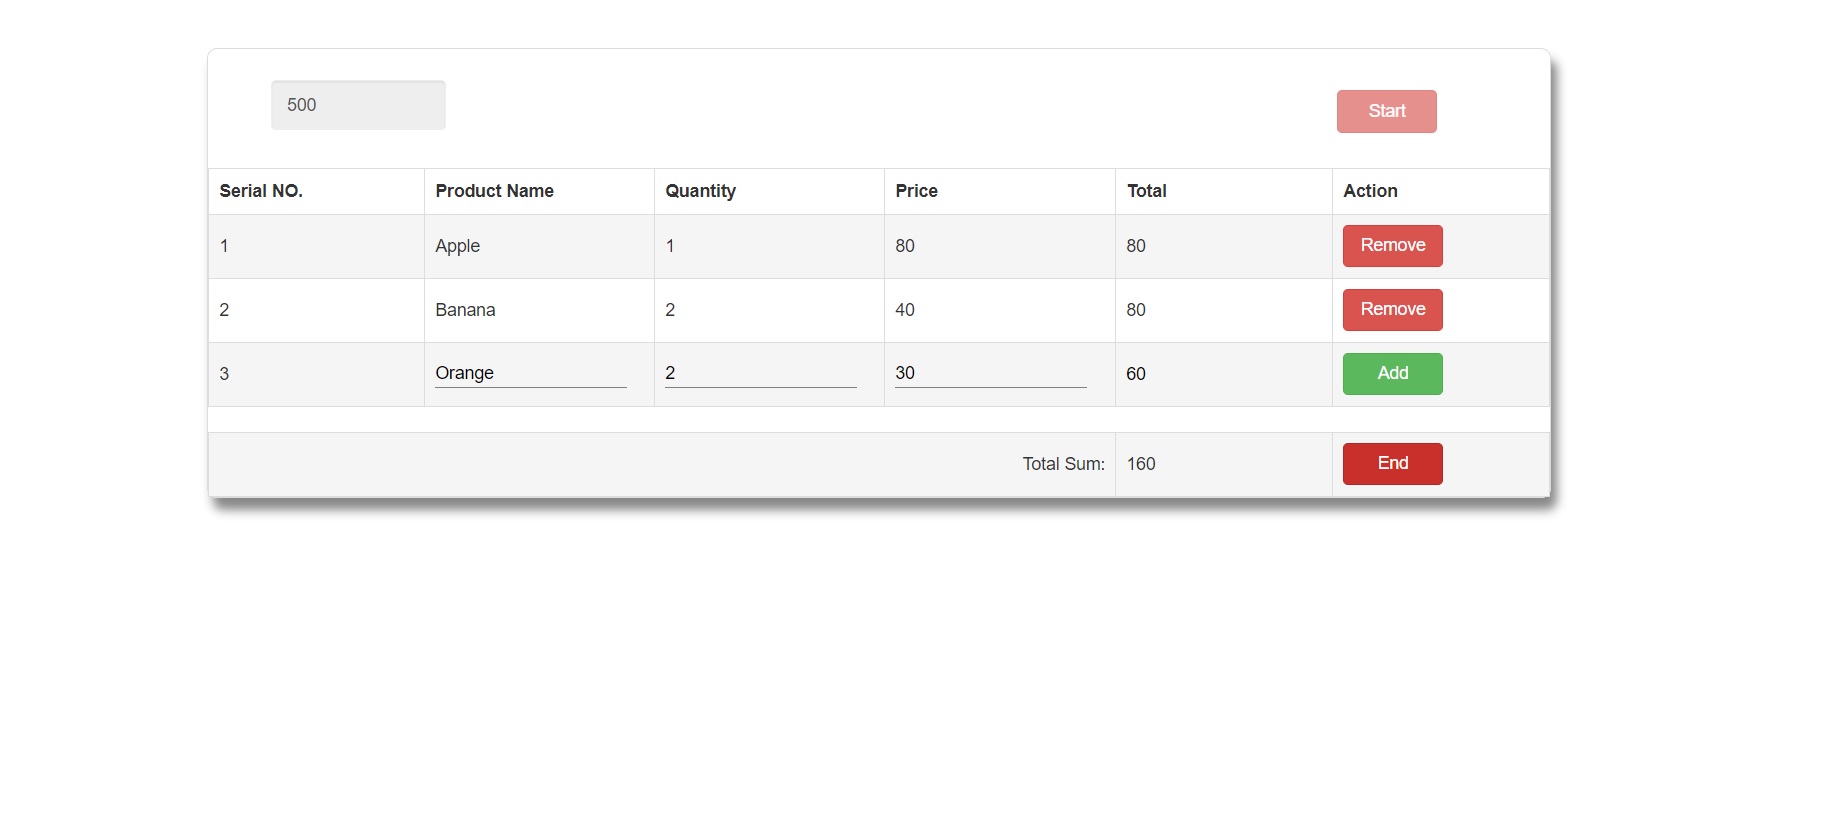 500
Start
Serial NO. Product Name Quantity Price Total Action
1 Apple 1 80 80 Remove
2 Banana 2 40 80 Remove
3 Orange 2 30 60 Add
Total Sum: 160 End